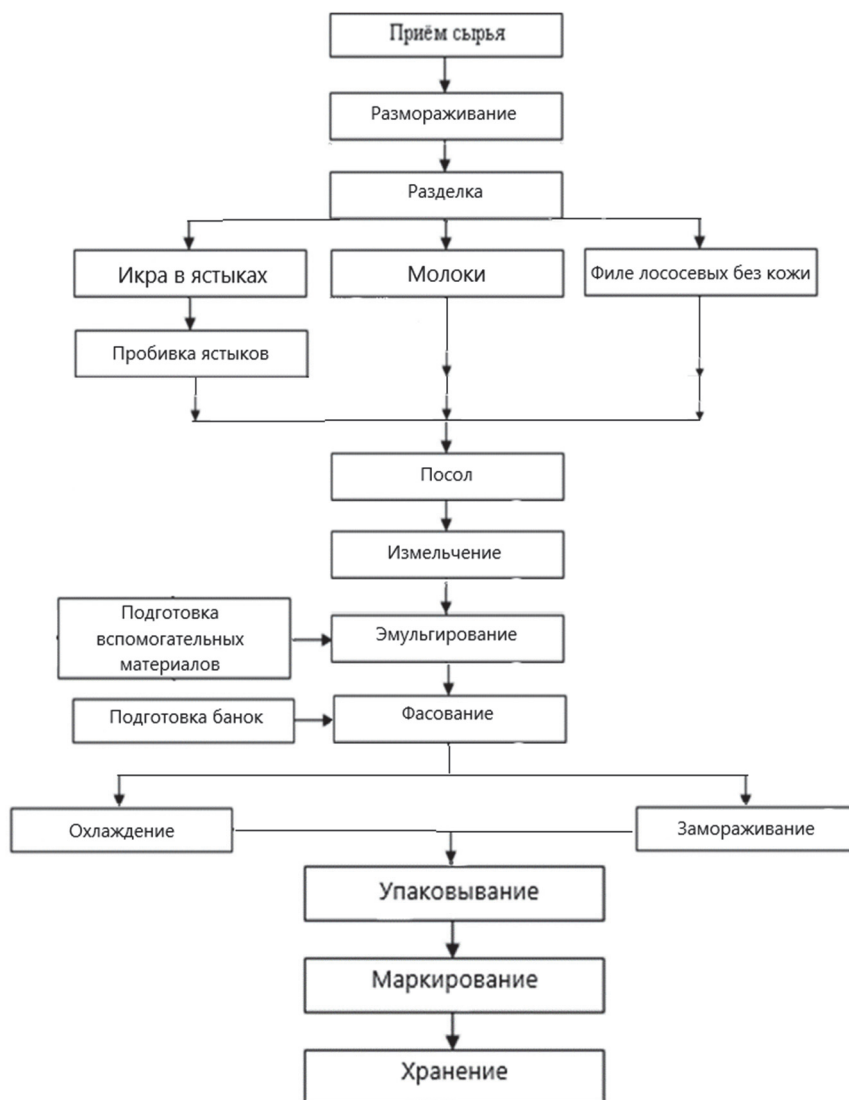 Приём сырья
Размораживание
Разделка
Икра в ястыках
Молоки
Филе лососевых без кожи
Пробивка ястыков
Посол
Измельчение
Подготовка
вспомогательных
материалов
Эмульгирование
Подготовка банок
Фасование
Охлаждение
Замораживание
Упаковывание
Маркирование
Хранение